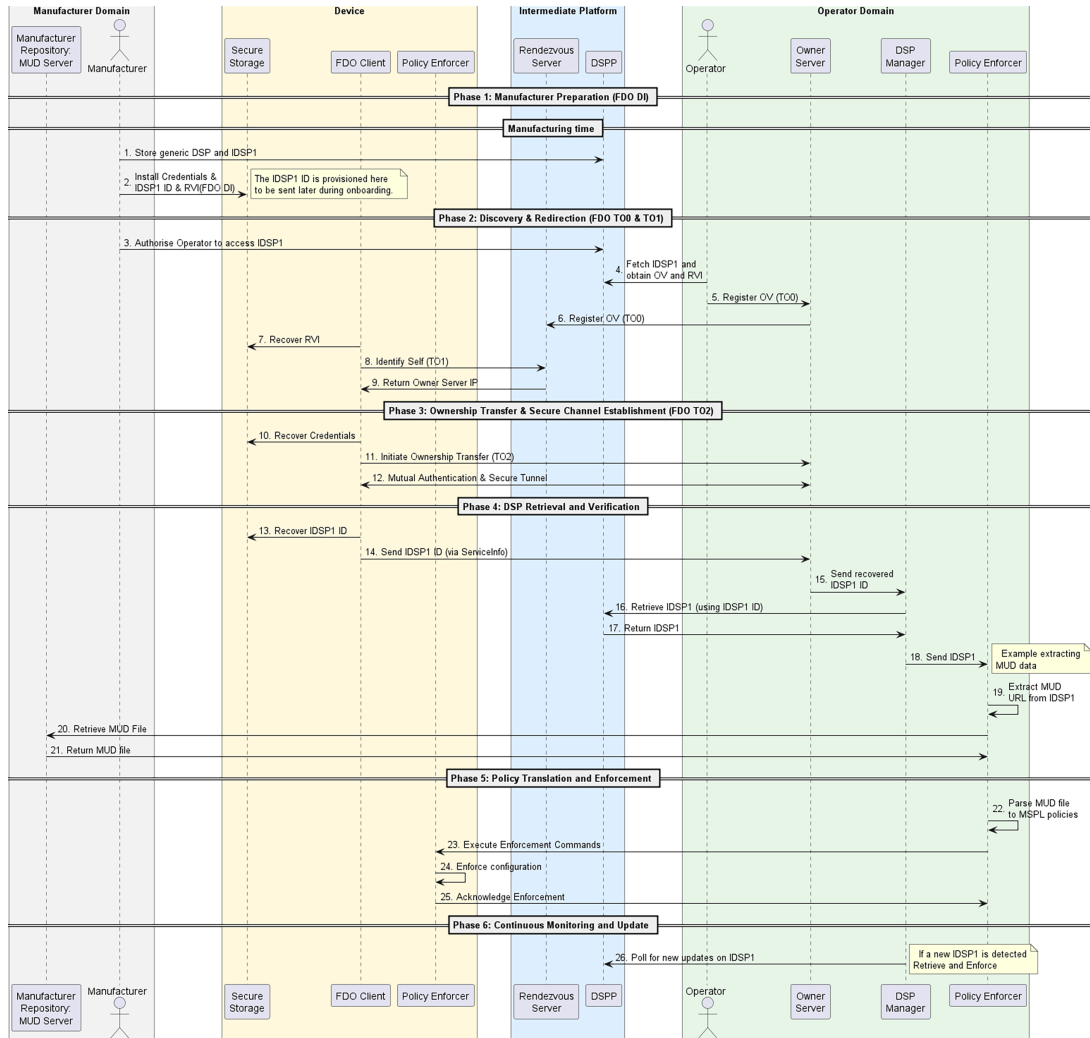 Manufacturer Domain
Device
Intermediate Platform
Operator Domain
Manufacturer
Repository:
MUD Server
Manufacturer
Secure
Storage
FDO Client
Policy Enforcer
Rendezvous
Server
DSPP
Operator
Owner
Server
DSP
Manager
Policy Enforcer
Phase 1: Manufacturer Preparation (FDO DI)
Manufacturing time
1. Store generic DSP and IDSP1
2. Install Credentials &
IDSP1 ID & RVI(FDO DI)
The IDSP1 ID is provisioned here
to be sent later during onboarding.
Phase 2: Discovery & Redirection (FDO TO0 & TO1)
3. Authorise Operator to access IDSP1
4. Fetch IDSP1 and
obtain OV and RVI
5. Register OV (TO0)
6. Register OV (TO0)
7. Recover RVI
8. Identify Self (TO1)
9. Return Owner Server IP
Phase 3: Ownership Transfer & Secure Channel Establishment (FDO TO2)
10. Recover Credentials
11. Initiate Ownership Transfer (TO2)
12. Mutual Authentication & Secure Tunnel
Phase 4: DSP Retrieval and Verification
13. Recover IDSP1 ID
14. Send IDSP1 ID (via ServiceInfo)
15. Send recovered
IDSP1 ID
16. Retrieve IDSP1 (using IDSP1 ID)
17. Return IDSP1
18. Send IDSP1
Example extracting
MUD data
19. Extract MUD
URL from IDSP1
20. Retrieve MUD File
21. Return MUD file
Phase 5: Policy Translation and Enforcement
22. Parse MUD file
to MSPL policies
23. Execute Enforcement Commands
24. Enforce configuration
25. Acknowledge Enforcement
Phase 6: Continuous Monitoring and Update
26. Poll for new updates on IDSP1
If a new IDSP1 is detected
Retrieve and Enforce
Manufacturer
Repository:
MUD Server
Manufacturer
Secure
Storage
FDO Client
Policy Enforcer
Rendezvous
Server
DSPP
Operator
Owner
Server
DSP
Manager
Policy Enforcer